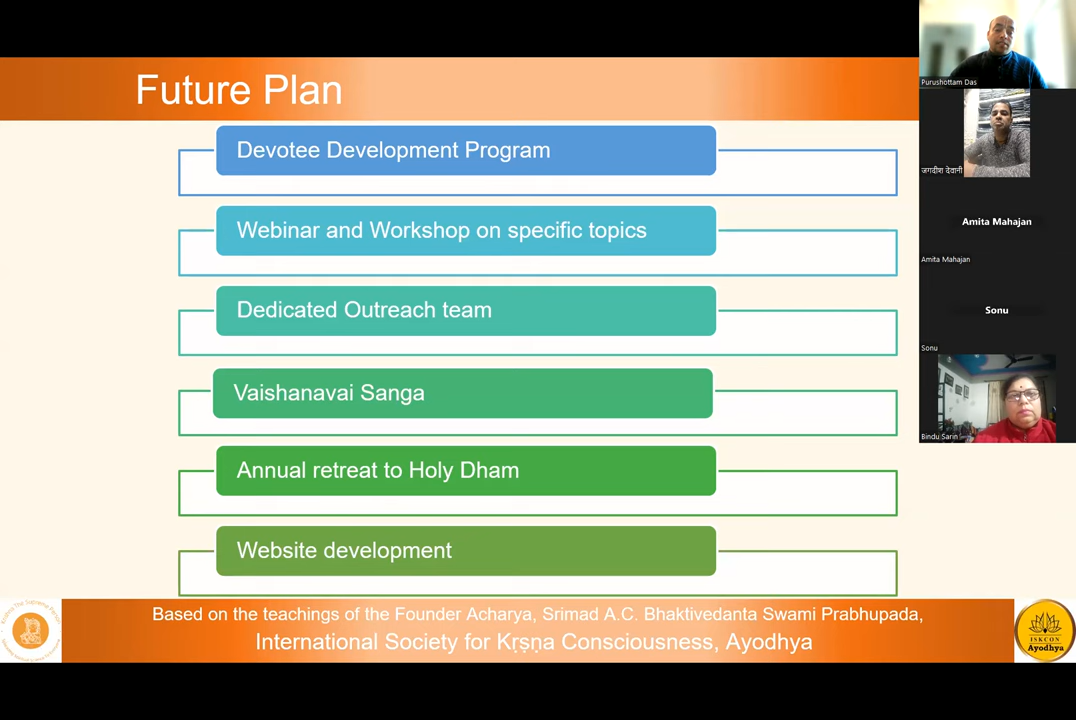 Future Plan
Devotee Development Program
Webinar and Workshop on specific topics
Dedicated Outreach team
Vaishanavai Sanga
Annual retreat to Holy Dham
Website development
Based on the teachings of the Founder Acharya, Srimad A.C. Bhaktivedanta Swami Prabhupada,
International Society for Kṛṣṇa Consciousness, Ayodhya
ISKCON
Ayodhya
Purushottam Das
जगदीश देवानी
Amita Mahajan
Amita Mahajan
Sonu
Sonu
Bindu Sarin